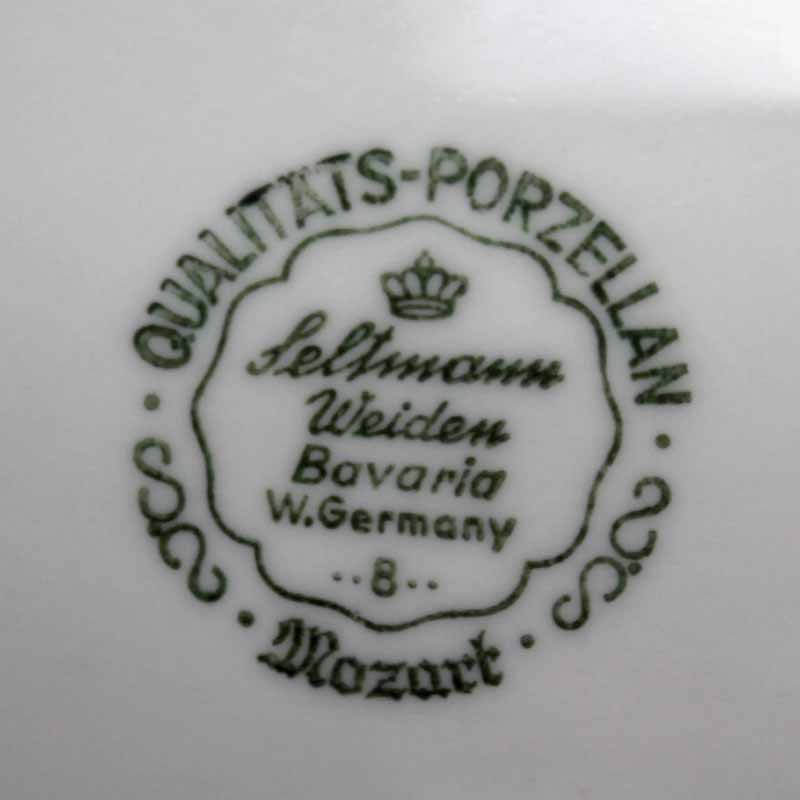 QUALITÄTS-PORZELLAN
Seltmann
Weiden
Bavaria
W.Germany
··8··
Mozart